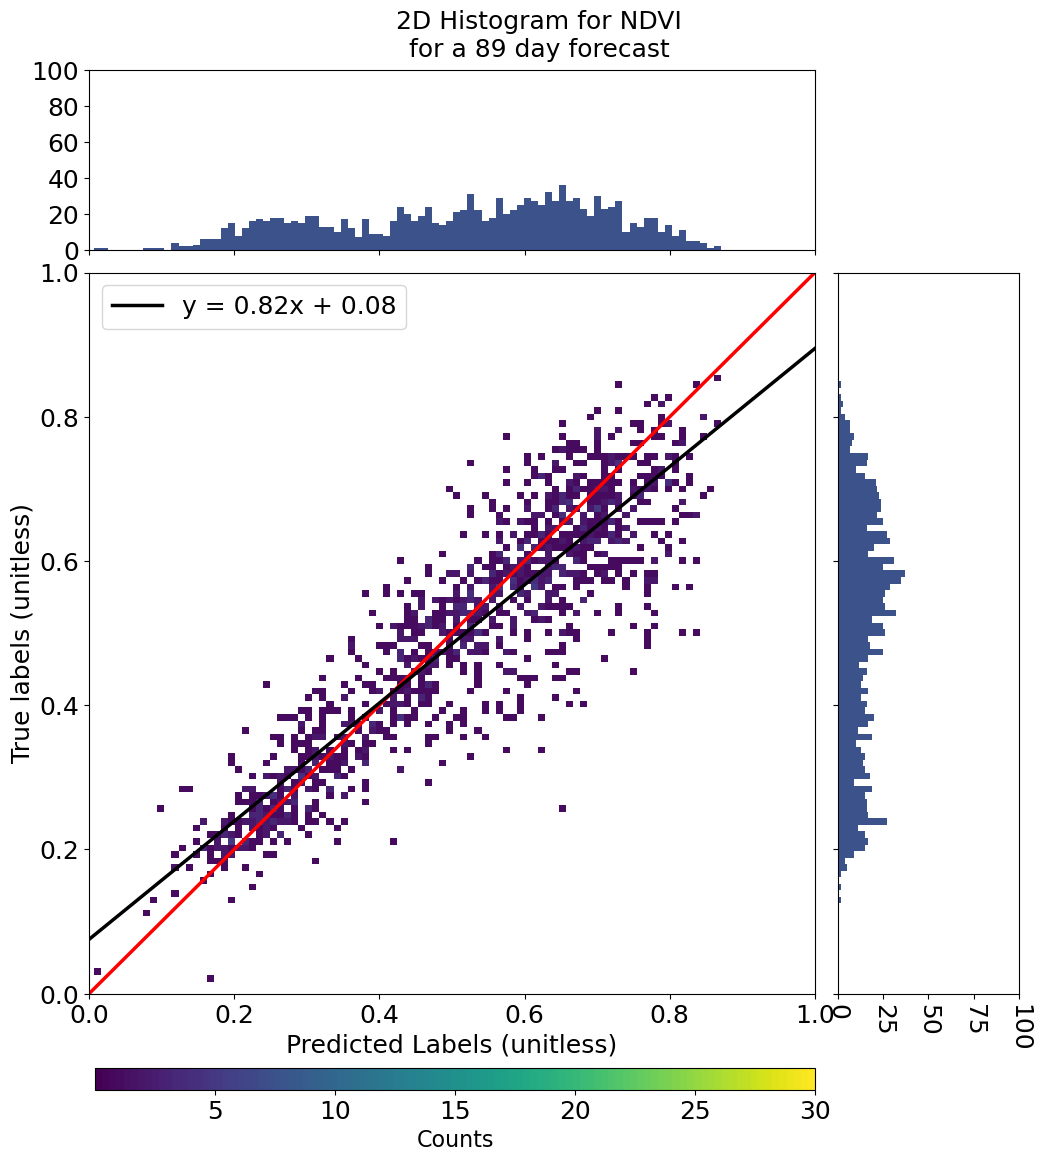 2D Histogram for NDVI
for a 89 day forecast
100
80
60
40
20
0
1.0
0.8
0.6
0.4
0.2
0.0
True labels (unitless)
y = 0.82x + 0.08
0.0 0.2 0.4 0.6 0.8 1.0
Predicted Labels (unitless)
0 25 50 75 100
5 10 15 20 25 30
Counts